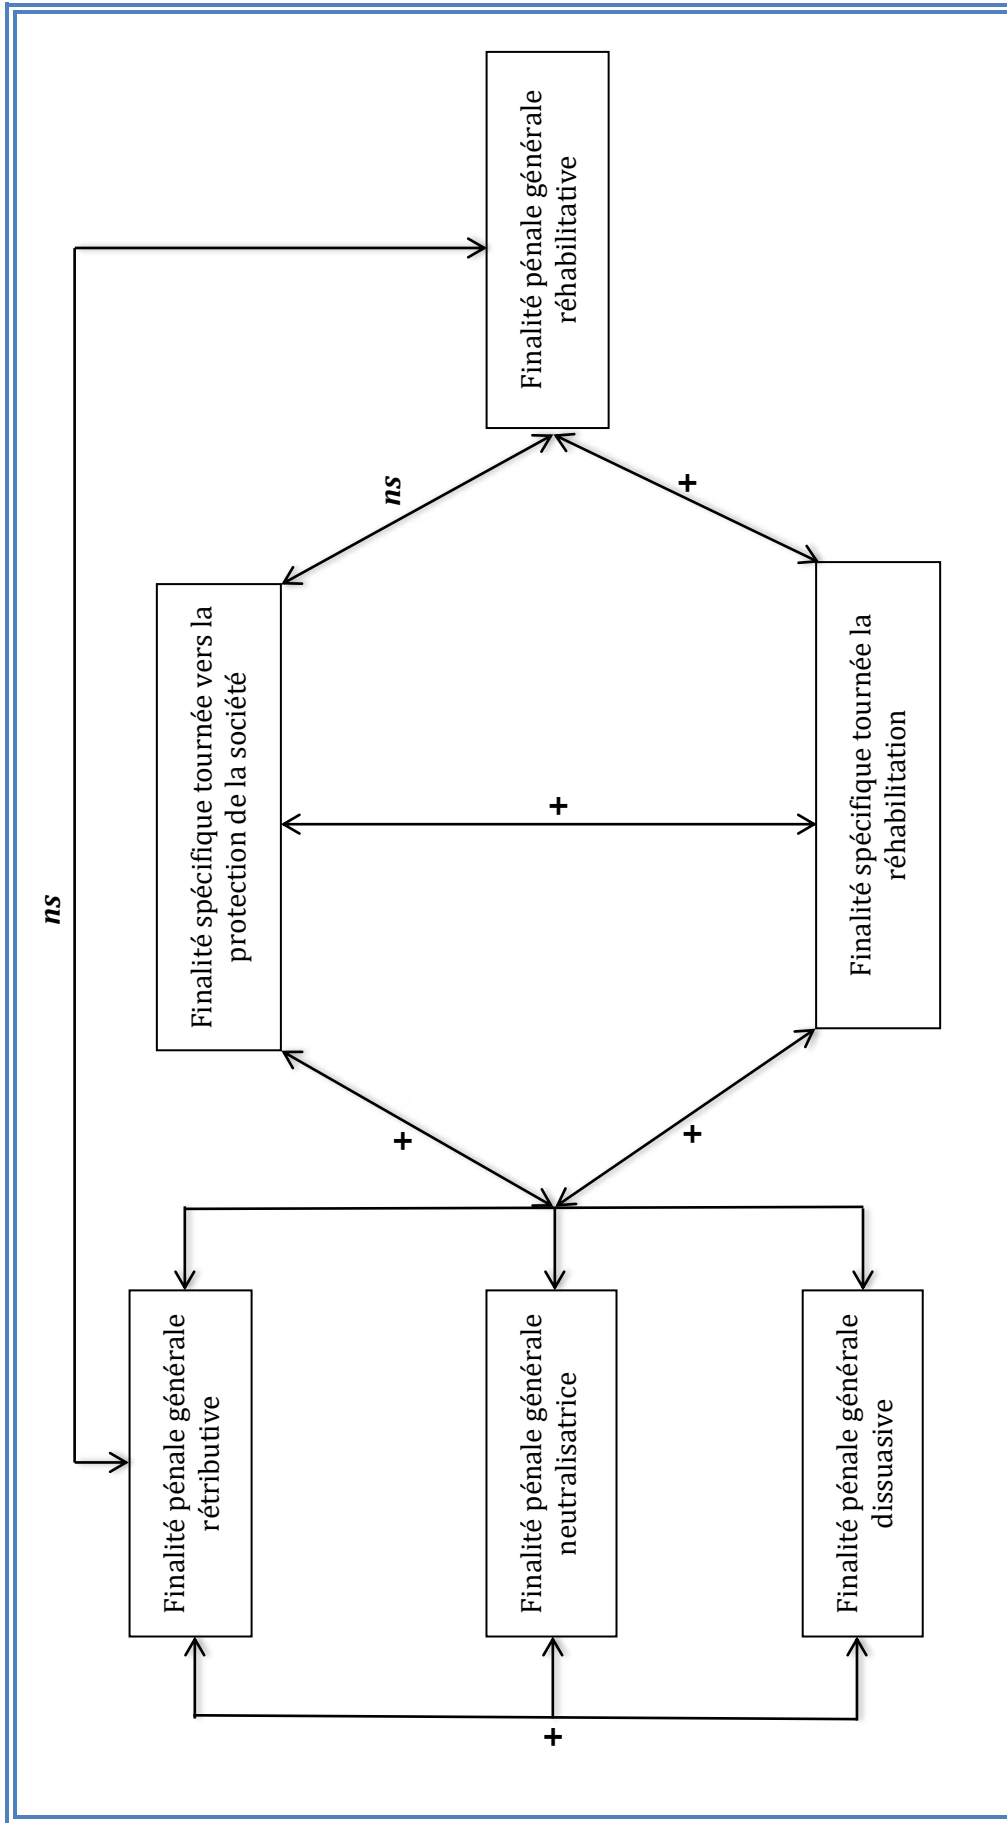 ns
Finalité pénale générale
rétributive
Finalité spécifique tournée vers la
protection de la société
+
ns
+
Finalité pénale générale
neutralisatrice
+
Finalité pénale générale
réhabilitative
+
+
Finalité pénale générale
dissuasive
Finalité spécifique tournée la
réhabilitation